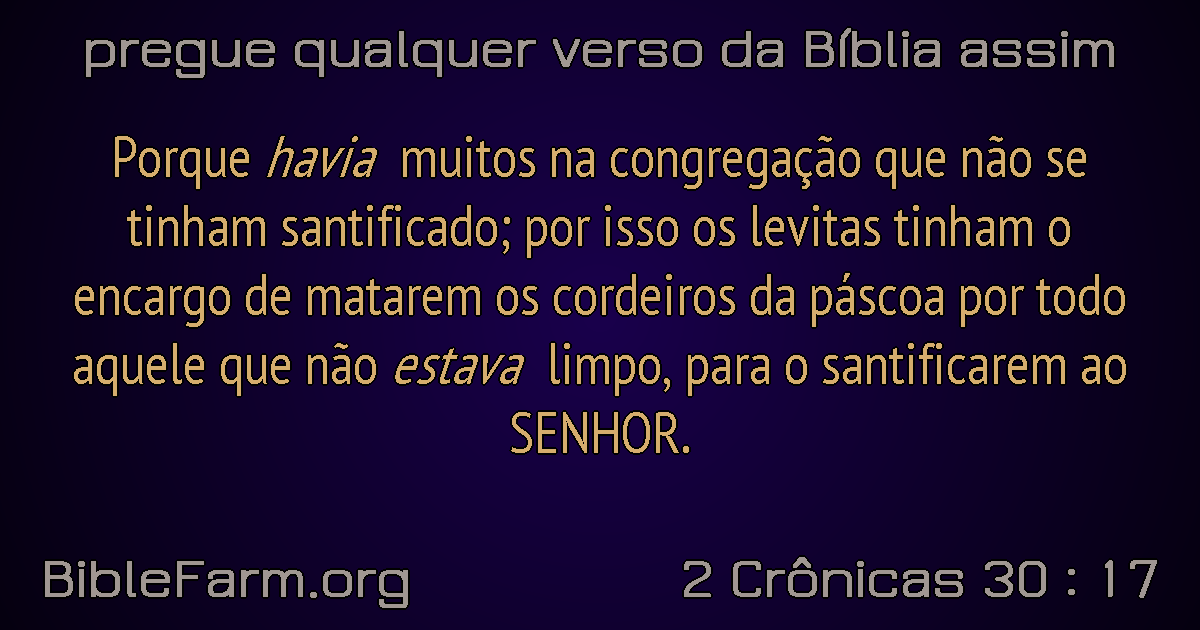 pregue qualquer verso da Bíblia assim
Porque havia muitos na congregação que não se
tinham santificado; por isso os levitas tinham o
encargo de matarem os cordeiros da páscoa por todo
aquele que não estava limpo, para o santificarem ao
SENHOR.
BibleFarm.org
2 Crônicas 30 : 17